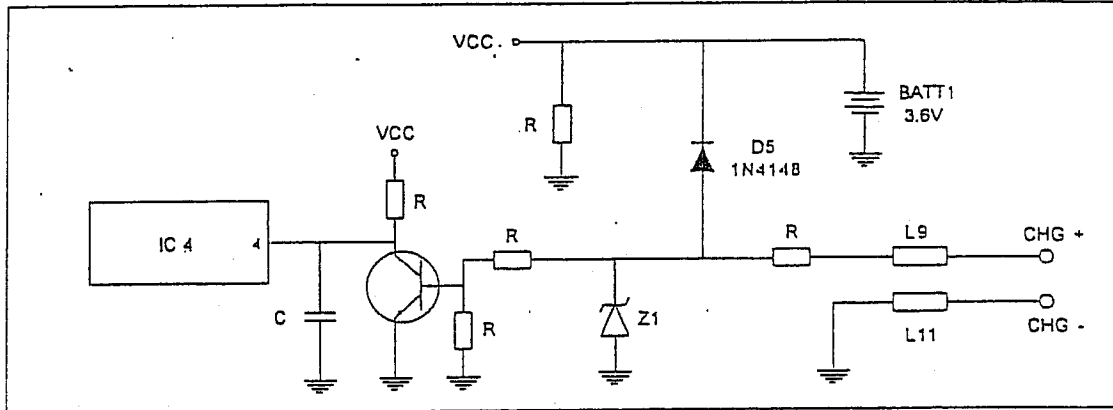 VCC
R
BATT1
3.6V
VCC
D5
1N4148
R
IC 4
4
R
R
L9
CHG +
C
R
Z1
L11
CHG -